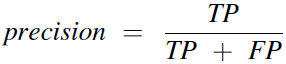 precision = TP / TP + FP